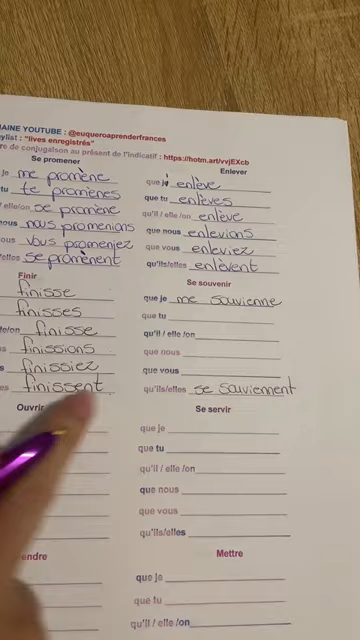 AINE YOUTUBE : @euqueroaprenderfrances
aylist: "lives enregistrés"
re de conjugaison au présent de l'indicatif : https://hotm.art/vvjEXcb
Se promener
je me promène
tu te promènes
/ elle/on se promène
nous nous promenions
vous vous promeniez
/elles se promènent
Enlever
que je enlève
que tu enlèves
qu'il / elle /on enlève
que nous enlevions
que vous enleviez
qu'ils/elles enlèvent
Finir
finisse
finisses
le/on finisse
s finissions
s finissiez
es finissent
Se souvenir
que je me souvienne
que tu
qu'il / elle /on
que nous
que vous
qu'ils/elles se souviennent
Ouvrir
Se servir
que je
que tu
qu'il / elle /on
que nous
que vous
qu'ils/elles
endre
Mettre
que je
que tu
qu'il / elle /on